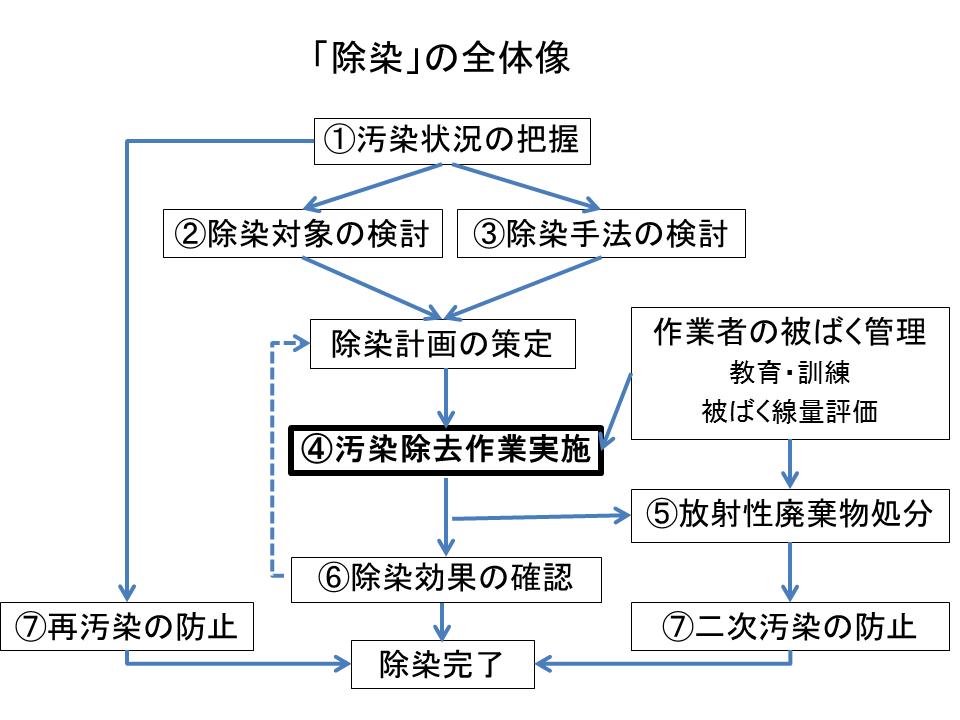 「除染」の全体像
①汚染状況の把握
②除染対象の検討
③除染手法の検討
除染計画の策定
作業者の被ばく管理
教育・訓練
被ばく線量評価
④汚染除去作業実施
⑤放射性廃棄物処分
⑥除染効果の確認
⑦再汚染の防止
⑦二次汚染の防止
除染完了